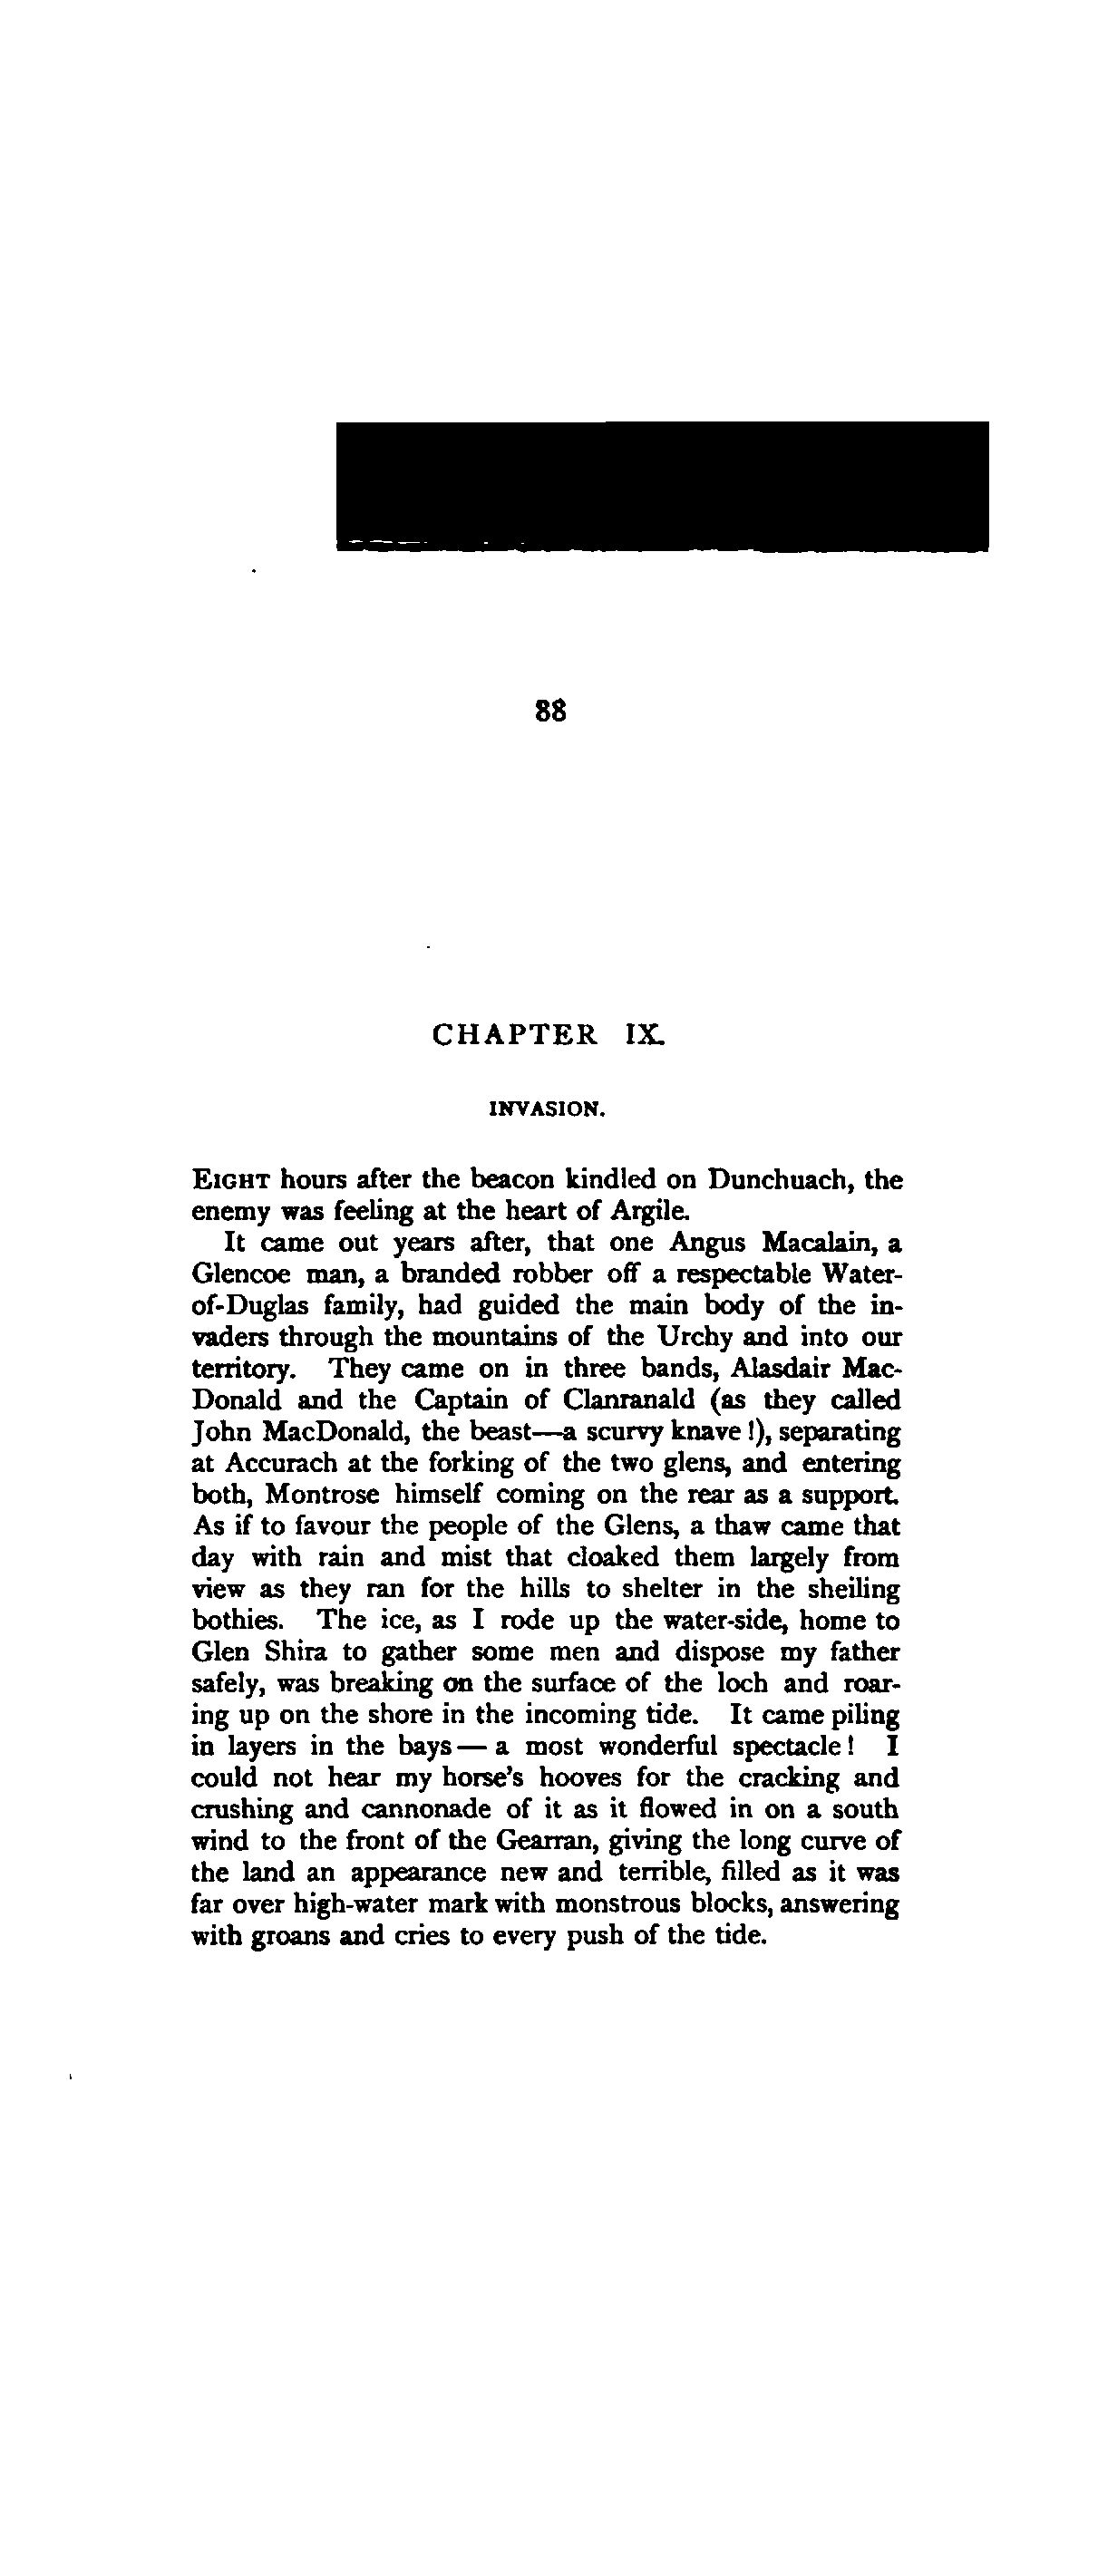 88
CHAPTER IX.
INVASION.
EIGHT hours after the beacon kindled on Dunchuach, the
enemy was feeling at the heart of Argile.
It came out years after, that one Angus Macalain, a
Glencoe man, a branded robber off a respectable Water-
of-Duglas family, had guided the main body of the in-
vaders through the mountains of the Urchy and into our
territory. They came on in three bands, Alasdair Mac-
Donald and the Captain of Clanranald (as they called
John MacDonald, the beast—a scurvy knave!), separating
at Accurach at the forking of the two glens, and entering
both, Montrose himself coming on the rear as a support.
As if to favour the people of the Glens, a thaw came that
day with rain and mist that cloaked them largely from
view as they ran for the hills to shelter in the sheiling
bothies. The ice, as I rode up the water-side, home to
Glen Shira to gather some men and dispose my father
safely, was breaking on the surface of the loch and roar-
ing up on the shore in the incoming tide. It came piling
in layers in the bays—a most wonderful spectacle! I
could not hear my horse's hooves for the cracking and
crushing and cannonade of it as it flowed in on a south
wind to the front of the Gearran, giving the long curve of
the land an appearance new and terrible, filled as it was
far over high-water mark with monstrous blocks, answering
with groans and cries to every push of the tide.